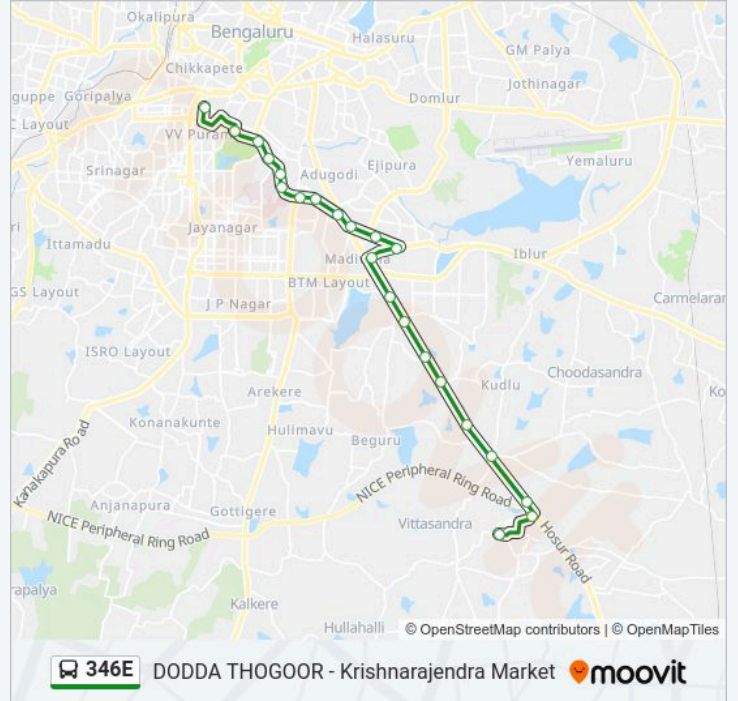 Okalipura
Bengaluru
Halasuru
GM Palya
Chikkapete
Jothinagar
guppe
Goripalya
Domlur
C Layout
VV Puran
Yemaluru
Srinagar
Ejipura
Adugodi
ri
Jayanagar
Ittamadu
Iblur
BTM Layout
GS Layout
J P Nagar
Carmelaran
ISRO Layout
Choodasandra
Kudlu
Arekere
Ko
Konanakunte
Hulimavu
Beguru
Kanakapura Road
NICE Peripheral Ring Road
Anjanapura
Gottigere
Vittasandra
NICE Peripheral Ring Road
Hosur Road
rapalya
Kalkere
Hullahalli
© OpenStreetMap contributors | © OpenMapTiles
346E DODDA THOGOOR - Krishnarajendra Market moovit